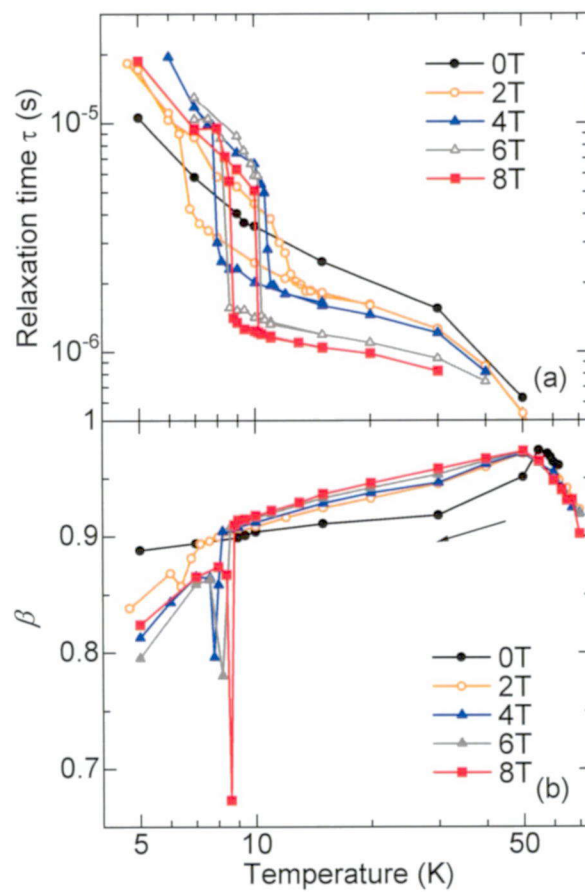 Relaxation time τ (s)
10⁻⁵
10⁻⁶
0T
2T
4T
6T
8T
(a)
1
0.9
0.8
0.7
β
0T
2T
4T
6T
8T
(b)
5
10
50
Temperature (K)